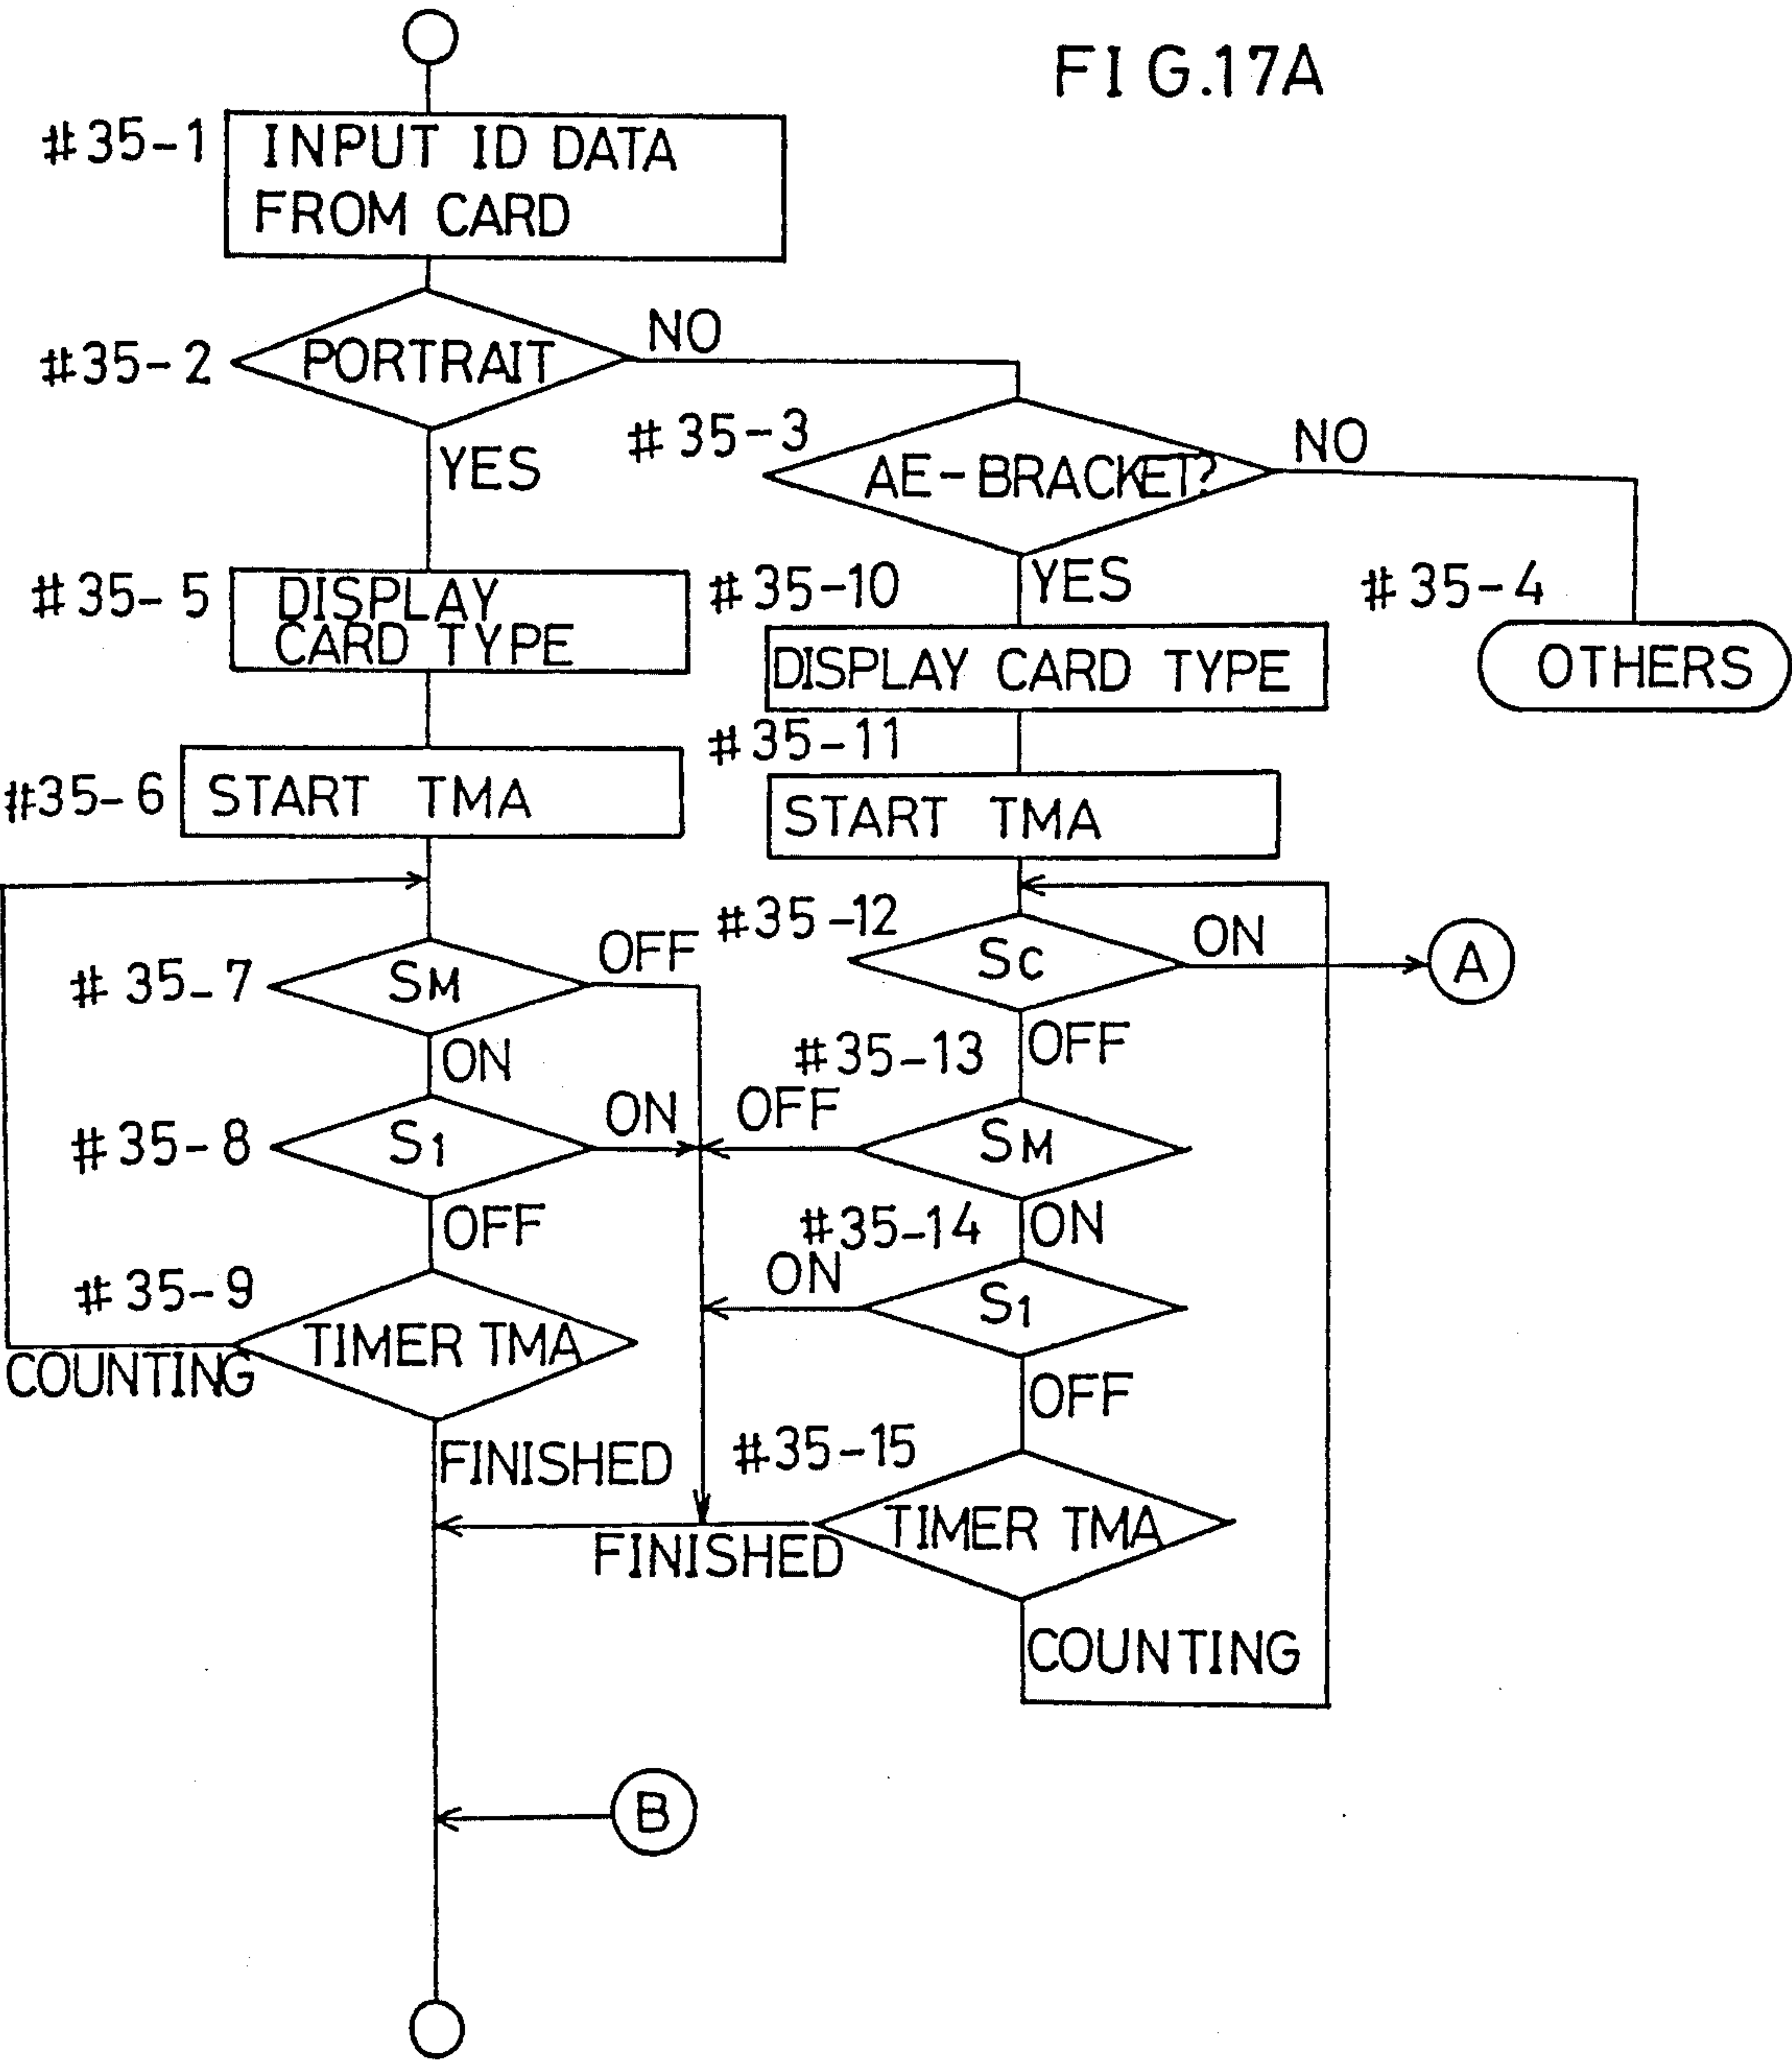 FIG.17A
#35-1
INPUT ID DATA
FROM CARD
#35-2
PORTRAIT
NO
YES
#35-3
AE-BRACKET?
NO
YES
#35-4
OTHERS
#35-5
DISPLAY
CARD TYPE
#35-10
DISPLAY CARD TYPE
#35-6
START TMA
#35-11
START TMA
#35-12
SC
ON
A
OFF
#35-7
SM
OFF
ON
#35-13
SM
OFF
ON
#35-8
S1
ON
OFF
#35-14
S1
ON
OFF
#35-9
TIMER TMA
COUNTING
FINISHED
#35-15
TIMER TMA
FINISHED
COUNTING
B